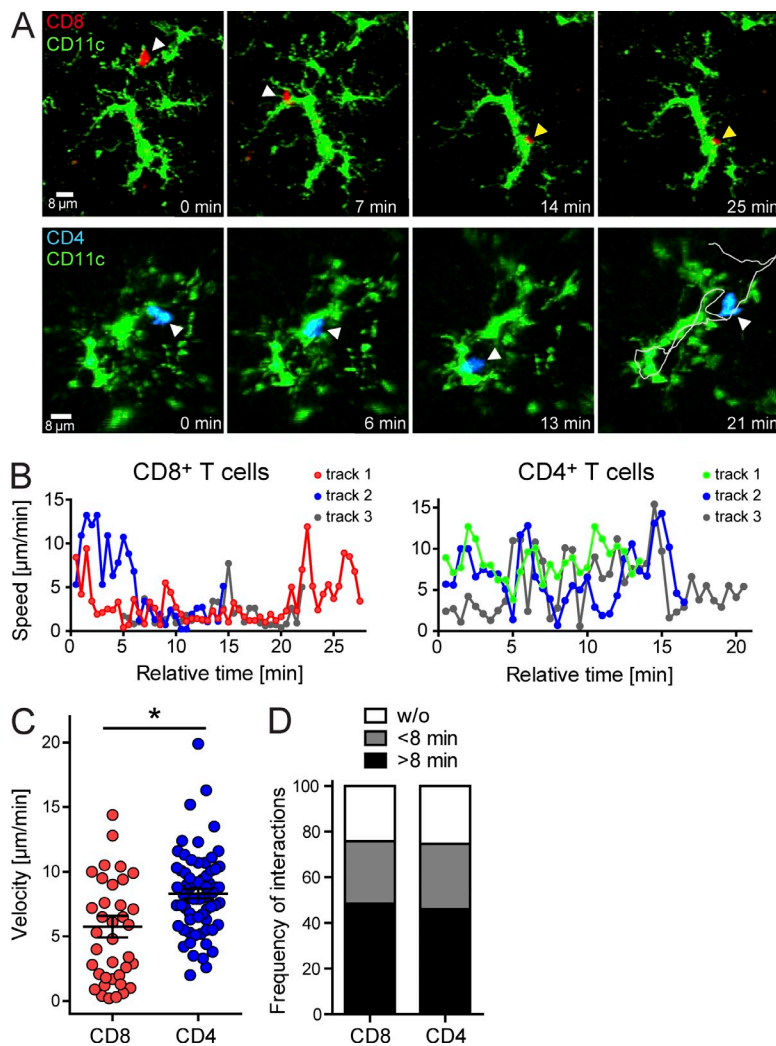 A
CD8
CD11c
8 µm
0 min
7 min
14 min
25 min
CD4
CD11c
8 µm
0 min
6 min
13 min
21 min
B
CD8+ T cells
track 1
track 2
track 3
Speed [µm/min]
15
10
5
0
0 5 10 15 20 25
Relative time [min]
CD4+ T cells
track 1
track 2
track 3
15
10
5
0
0 5 10 15 20
Relative time [min]
C
*
Velocity [µm/min]
20
15
10
5
0
CD8 CD4
D
w/o
<8 min
>8 min
Frequency of interactions
100
80
60
40
20
0
CD8 CD4